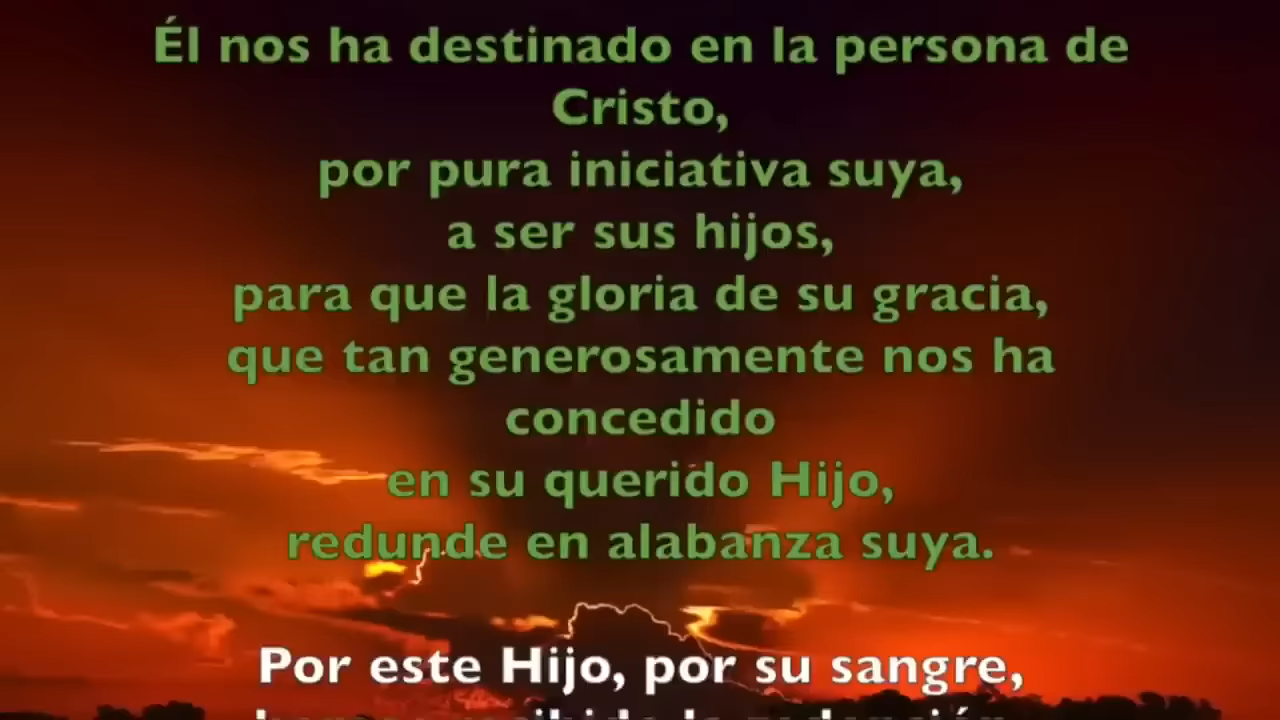 Él nos ha destinado en la persona de
Cristo,
por pura iniciativa suya,
a ser sus hijos,
para que la gloria de su gracia,
que tan generosamente nos ha
concedido
en su querido Hijo,
redunde en alabanza suya.
Por este Hijo, por su sangre,